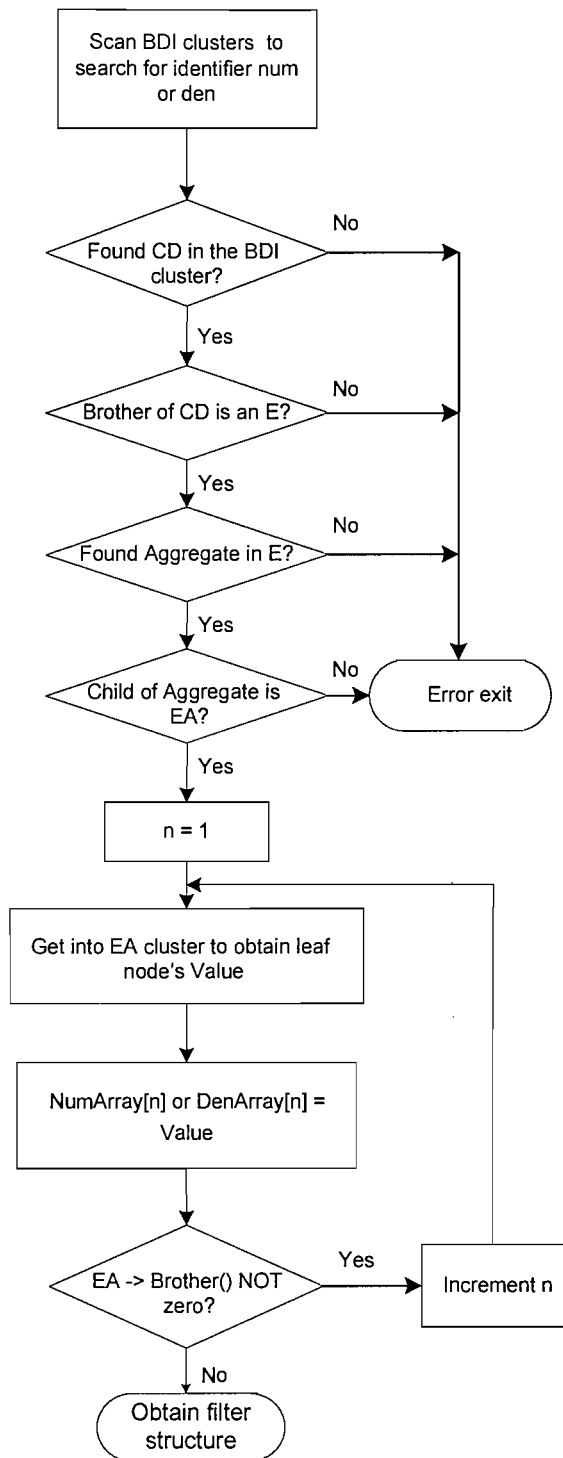 Scan BDI clusters to
search for identifier num
or den
No
Found CD in the BDI
cluster?
Yes
No
Brother of CD is an E?
Yes
No
Found Aggregate in E?
Yes
No
Child of Aggregate is
EA?
Error exit
Yes
n = 1
Get into EA cluster to obtain leaf
node's Value
NumArray[n] or DenArray[n] =
Value
Yes
EA -> Brother() NOT
zero?
Increment n
No
Obtain filter
structure